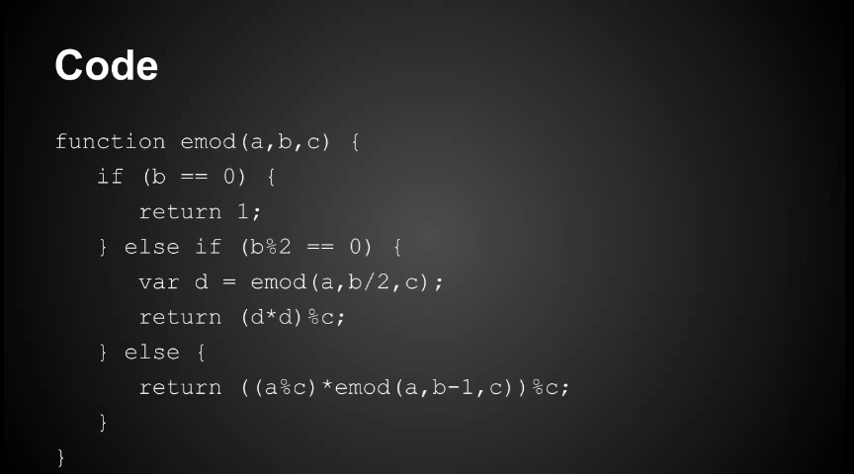 Code
function emod(a,b,c) {
if (b == 0) {
return 1;
} else if (b%2 == 0) {
var d = emod(a,b/2,c);
return (d*d)%c;
} else {
return ((a%c)*emod(a,b-1,c))%c;
}
}